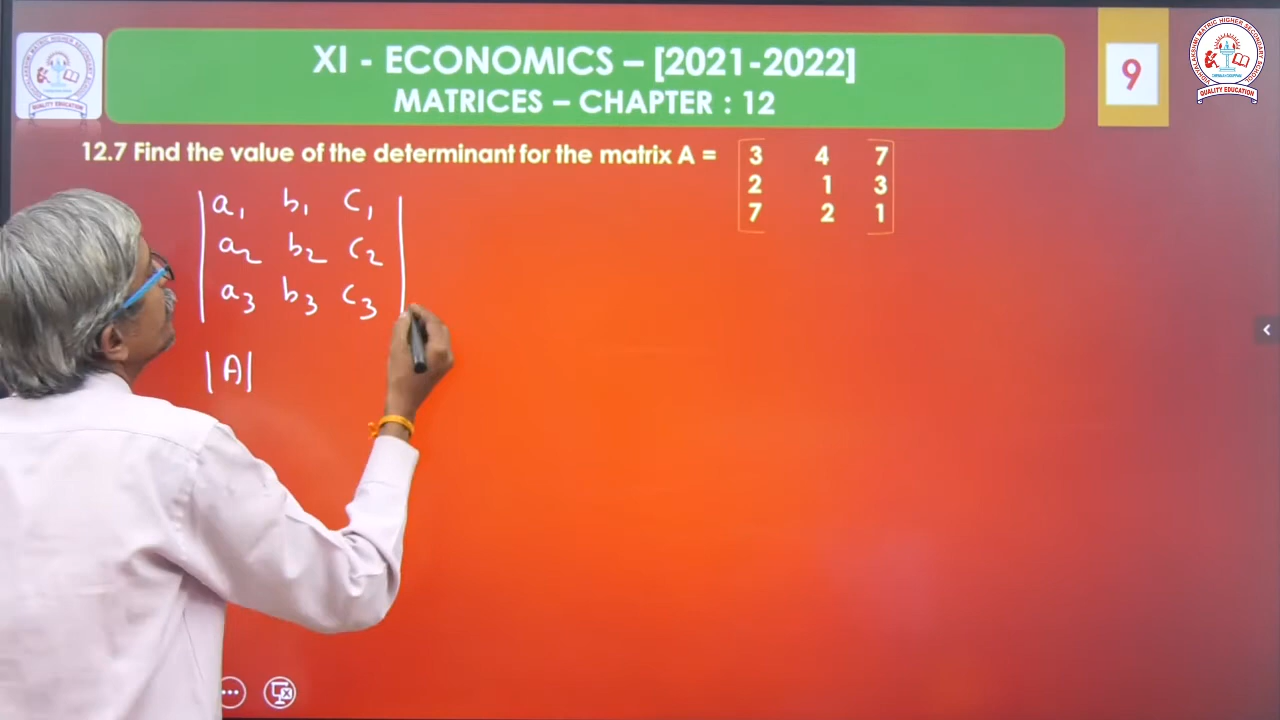 XI - ECONOMICS – [2021-2022]
MATRICES – CHAPTER : 12
9
QUALITY EDUCATION
QUALITY EDUCATION
12.7 Find the value of the determinant for the matrix A =
3 4 7
2 1 3
7 2 1
a₁ b₁ c₁
a₂ b₂ c₂
a₃ b₃ c₃
|A|